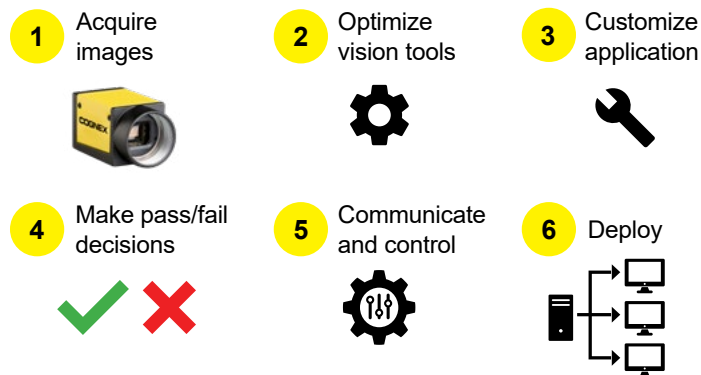 1 Acquire
images
2 Optimize
vision tools
3 Customize
application
COGNEX
4 Make pass/fail
decisions
5 Communicate
and control
6 Deploy